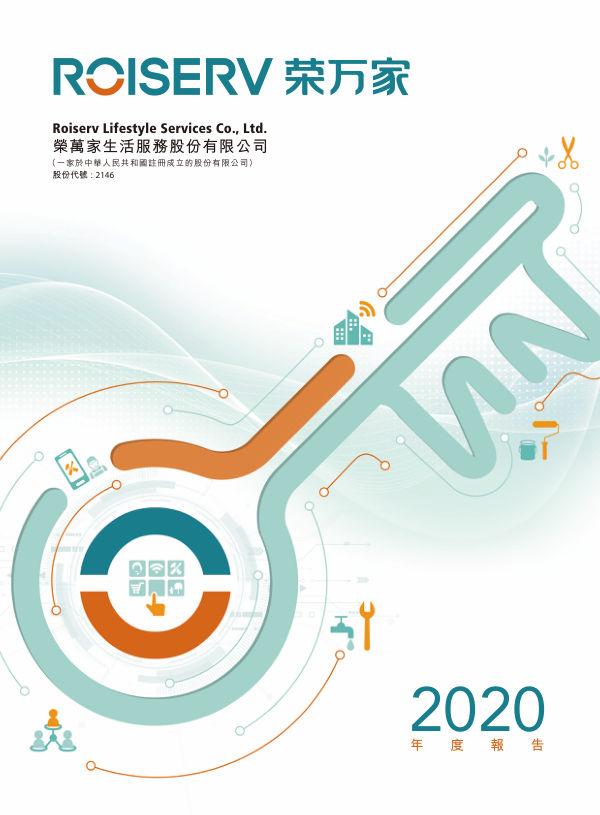 ROISERV 荣万家
Roiserv Lifestyle Services Co., Ltd.
榮萬家生活服務股份有限公司
(一家於中華人民共和國註冊成立的股份有限公司)
股份代號 : 2146
2020
年度報告